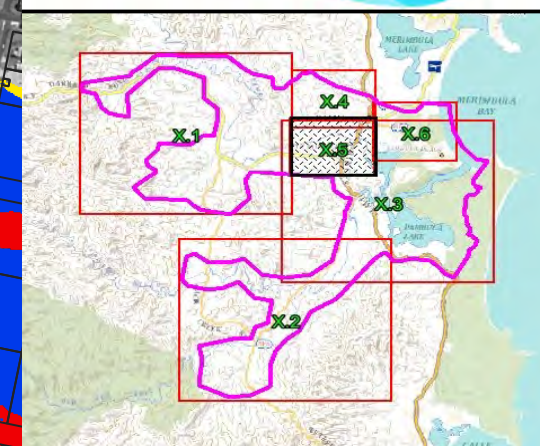 MERIMBULA
LAKE
MERIMBULA
BAY
X.4
X.6
X.1
X.5
X.3
PAMBULA
LAKE
X.2